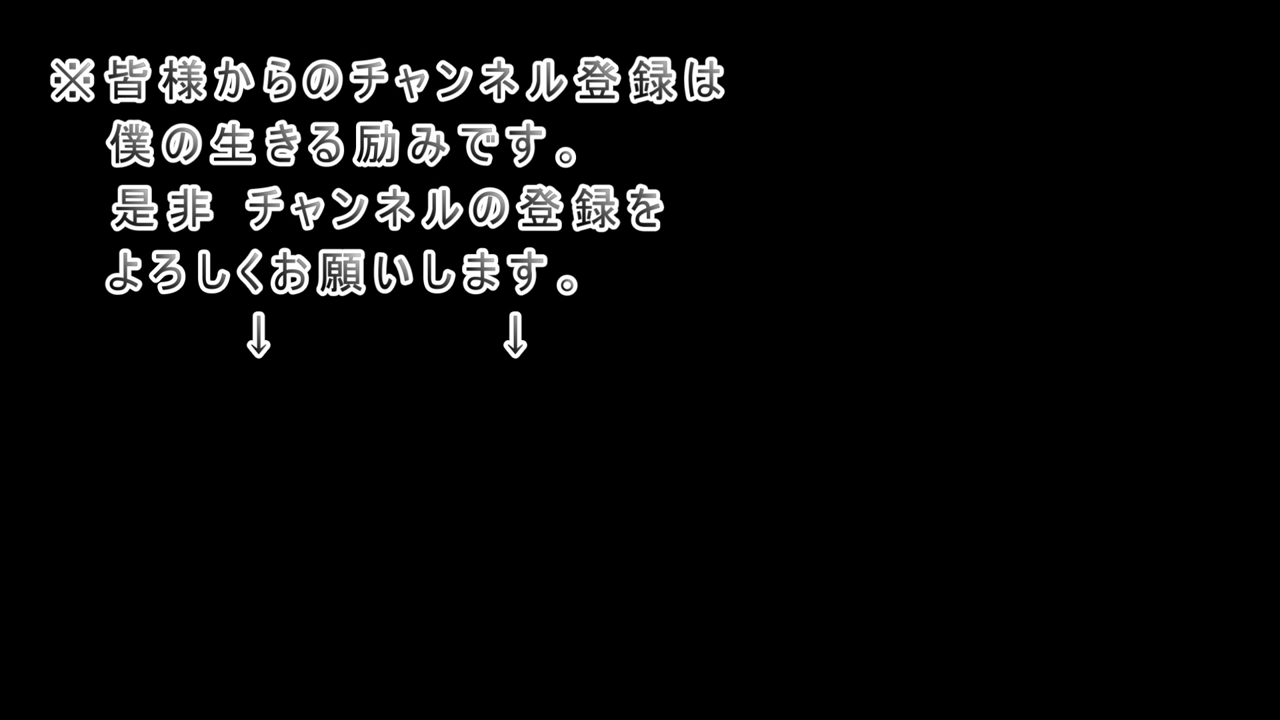 ※皆様からのチャンネル登録は
僕の生きる励みです。
是非 チャンネルの登録を
よろしくお願いします。
↓ ↓